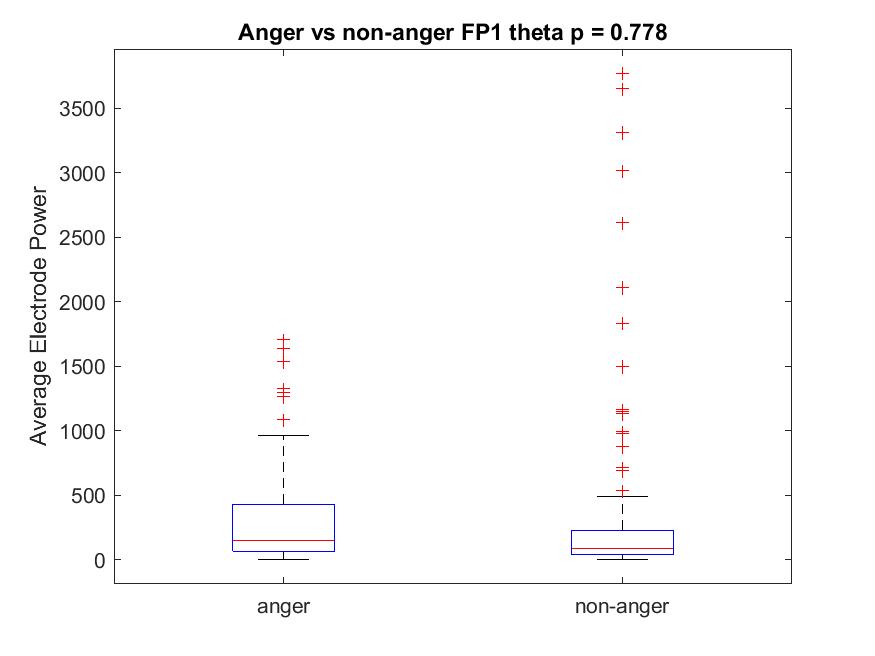 Anger vs non-anger FP1 theta p = 0.778
Average Electrode Power
3500
3000
2500
2000
1500
1000
500
0
anger
non-anger